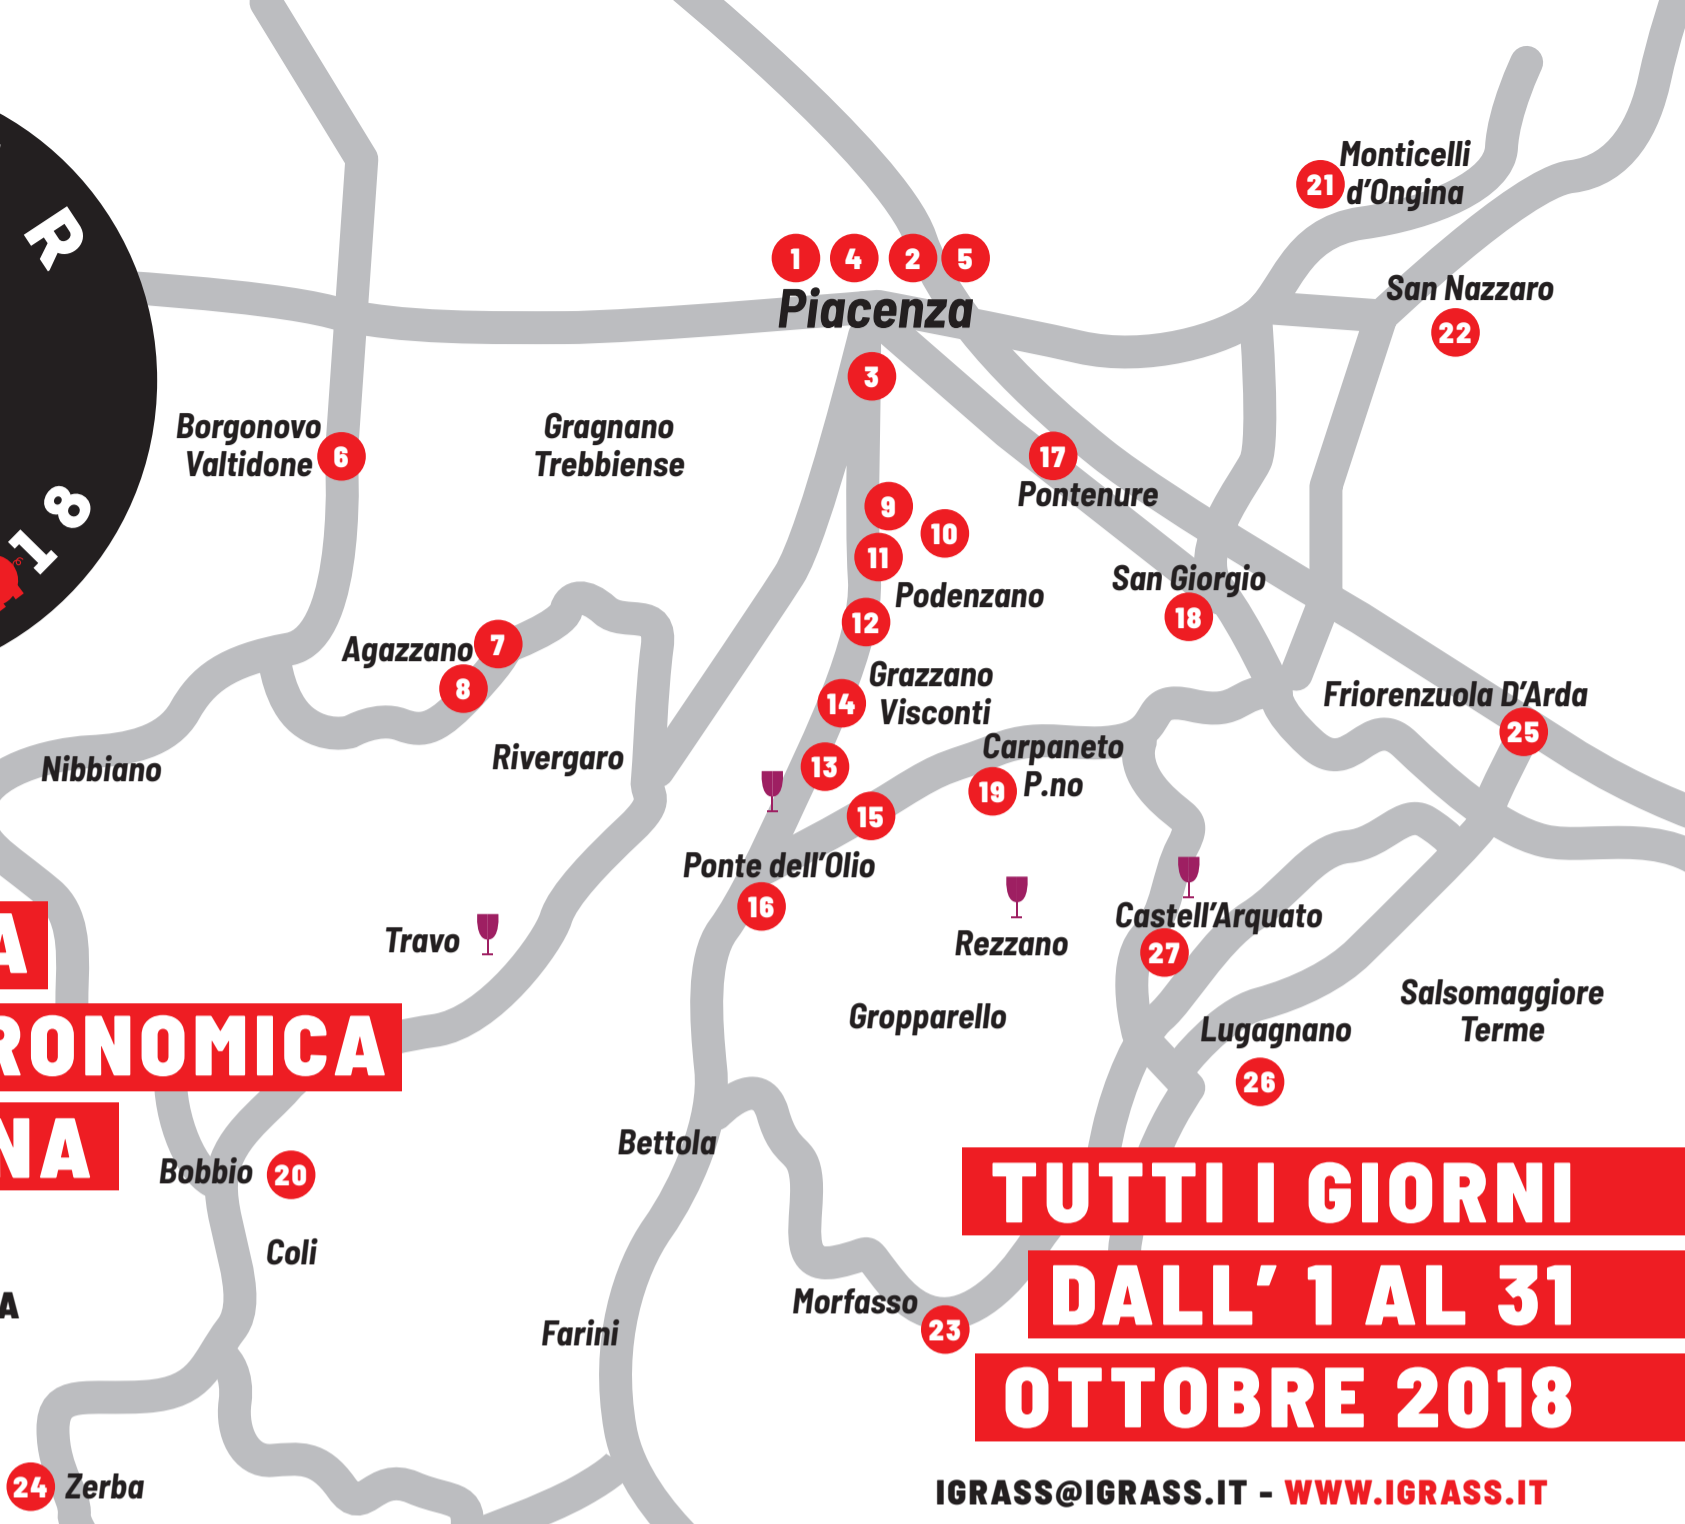 R
18
Monticelli
21 d'Ongina
1 4 2 5
Piacenza
San Nazzaro
22
3
Borgonovo
Valtidone 6
Gragnano
Trebbiense
17
Pontenure
9
10
11
Podenzano
12
San Giorgio
18
Agazzano 7
8
Grazzano
14 Visconti
Friorenzuola D'Arda
25
Nibbiano
Rivergaro
13
Carpaneto
19 P.no
15
Ponte dell'Olio
16
Travo
Rezzano
Castell'Arquato
27
Gropparello
Salsomaggiore
Terme
Lugagnano
26
A
RONOMICA
NA
Bobbio 20
Coli
Bettola
A
Farini
Morfasso
23
24 Zerba
TUTTI I GIORNI
DALL' 1 AL 31
OTTOBRE 2018
IGRASS@IGRASS.IT - WWW.IGRASS.IT